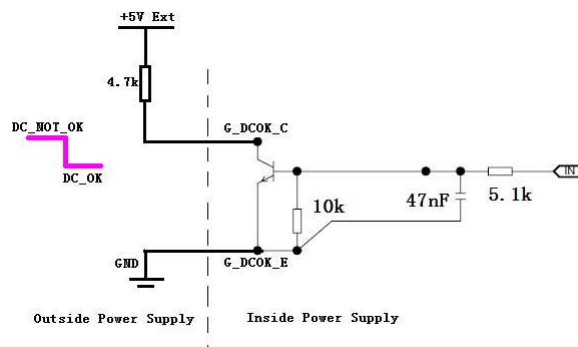 +5V Ext
4.7k
DC_NOT_OK
G_DCOK_C
DC_OK
IN
47nF
5.1k
10k
GND
G_DCOK_E
Outside Power Supply
Inside Power Supply